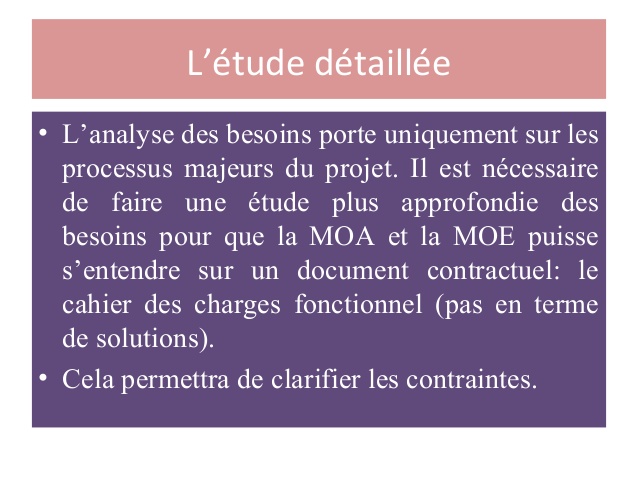 L’étude détaillée
• L’analyse des besoins porte uniquement sur les
processus majeurs du projet. Il est nécessaire
de faire une étude plus approfondie des
besoins pour que la MOA et la MOE puisse
s’entendre sur un document contractuel: le
cahier des charges fonctionnel (pas en terme
de solutions).
• Cela permettra de clarifier les contraintes.